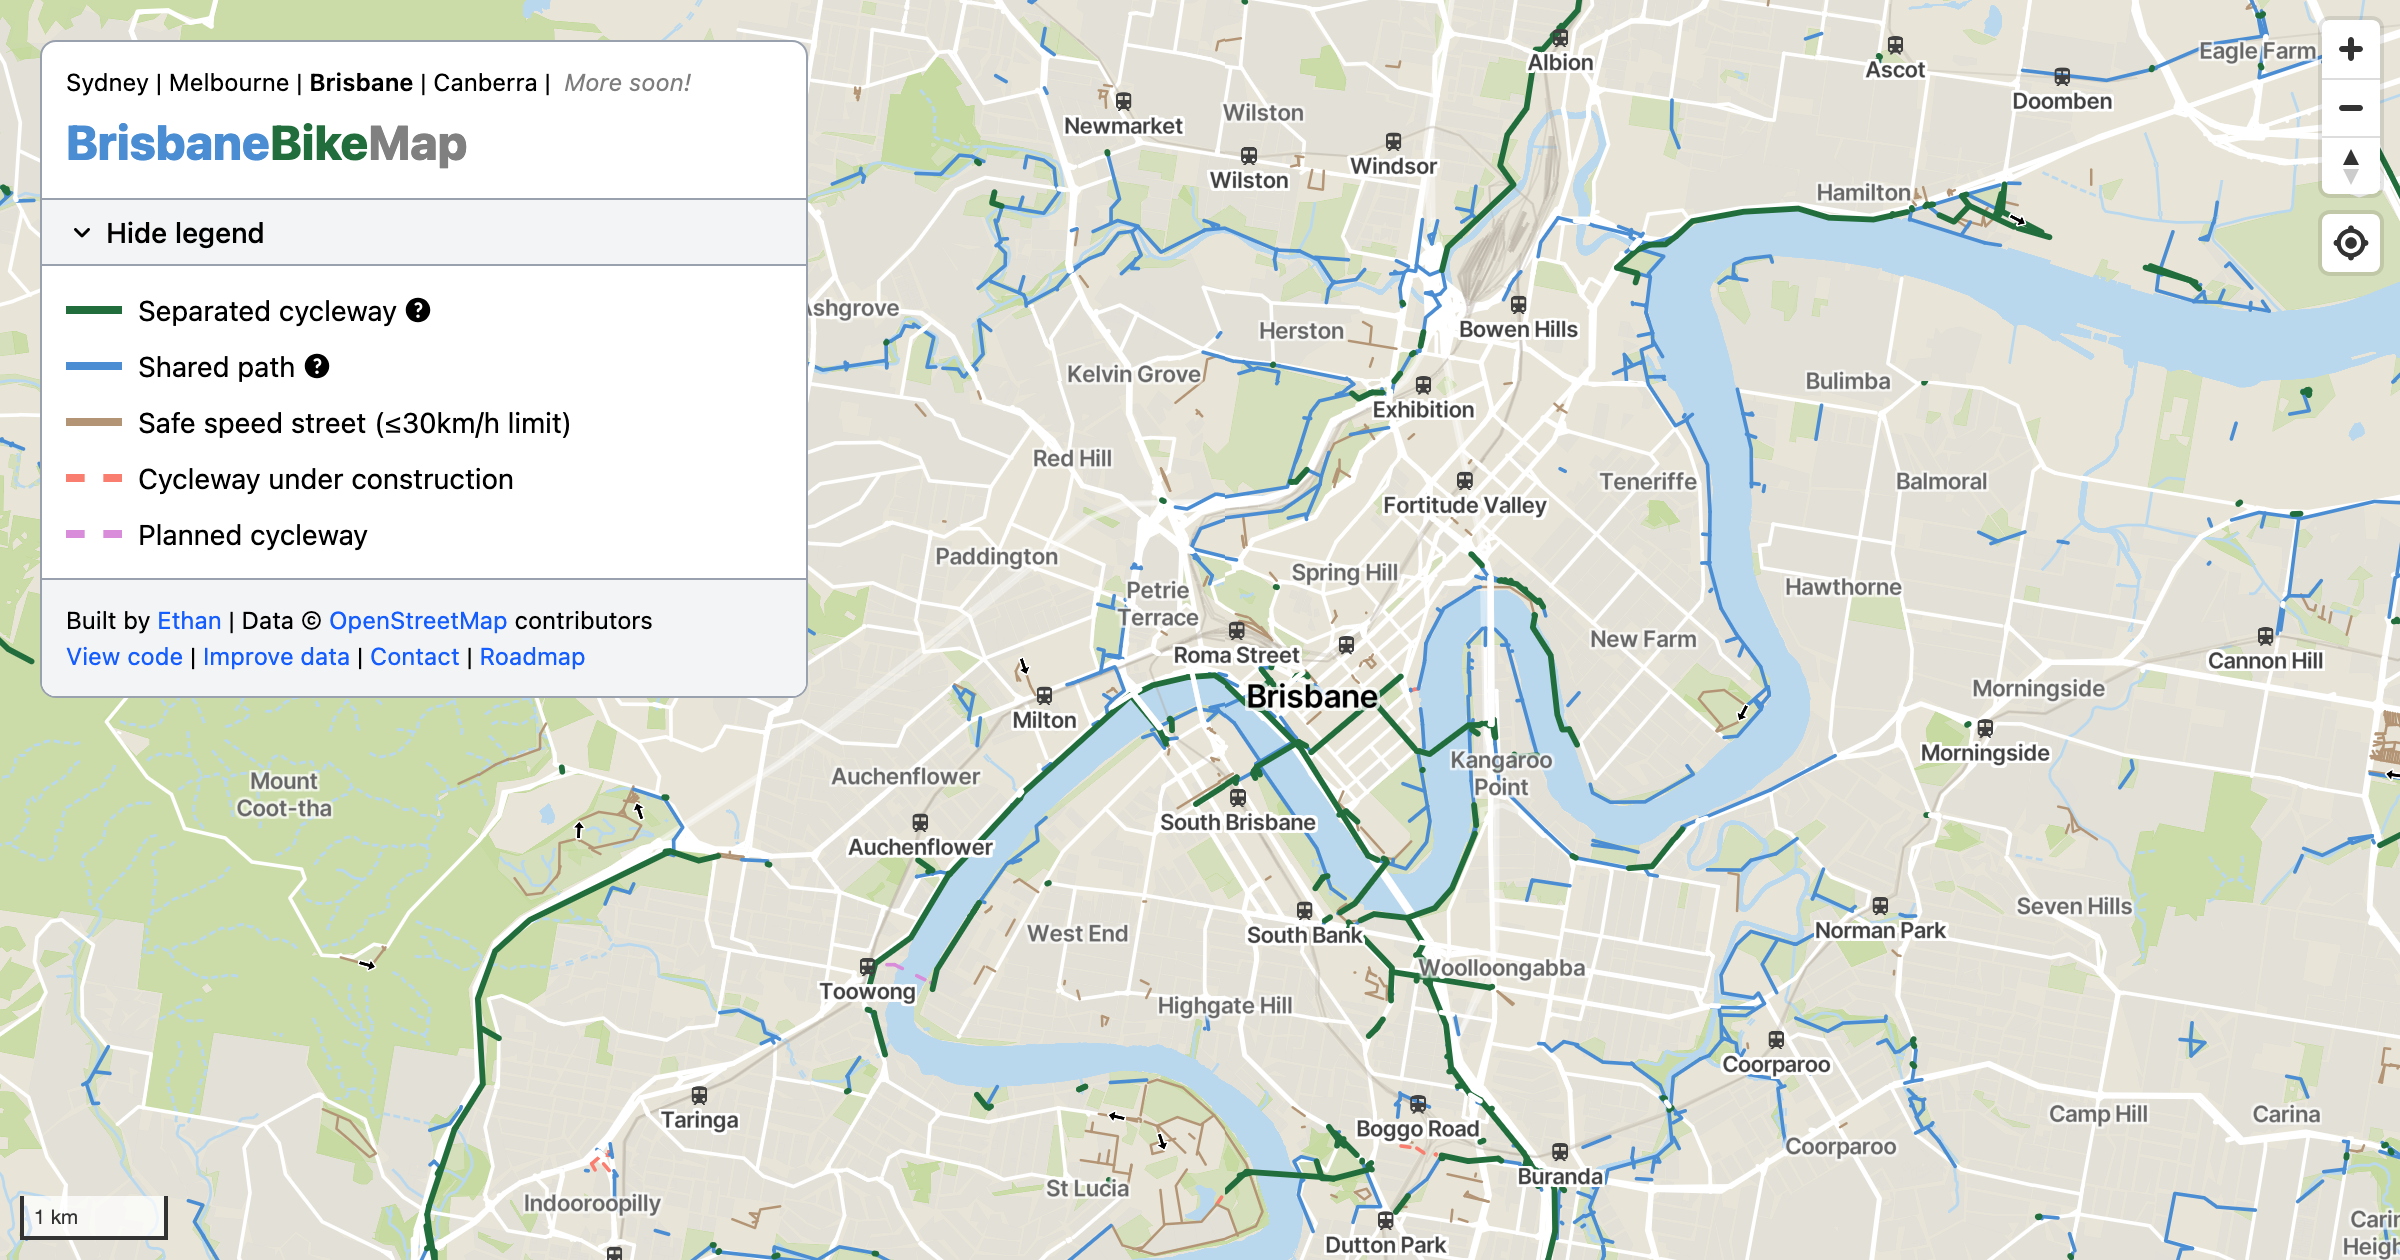 Sydney | Melbourne | Brisbane | Canberra | More soon!
BrisbaneBikeMap
Hide legend
Separated cycleway ?
Shared path ?
Safe speed street (≤30km/h limit)
Cycleway under construction
Planned cycleway
Built by Ethan | Data © OpenStreetMap contributors
View code | Improve data | Contact | Roadmap
Albion
Ascot
Eagle Farm
Doomben
Newmarket
Wilston
Windsor
Wilston
Hamilton
Ashgrove
Herston
Bowen Hills
Kelvin Grove
Exhibition
Bulimba
Red Hill
Teneriffe
Balmoral
Fortitude Valley
Paddington
Spring Hill
Petrie
Terrace
Hawthorne
New Farm
Roma Street
Brisbane
Cannon Hill
Morningside
Milton
Morningside
Kangaroo
Point
Mount
Coot-tha
Auchenflower
South Brisbane
Auchenflower
West End
South Bank
Seven Hills
Norman Park
Woolloongabba
Toowong
Highgate Hill
Coorparoo
Taringa
Boggo Road
Camp Hill
Carina
Coorparoo
Buranda
St Lucia
Indooroopilly
Dutton Park
Carin
Heigh
1 km